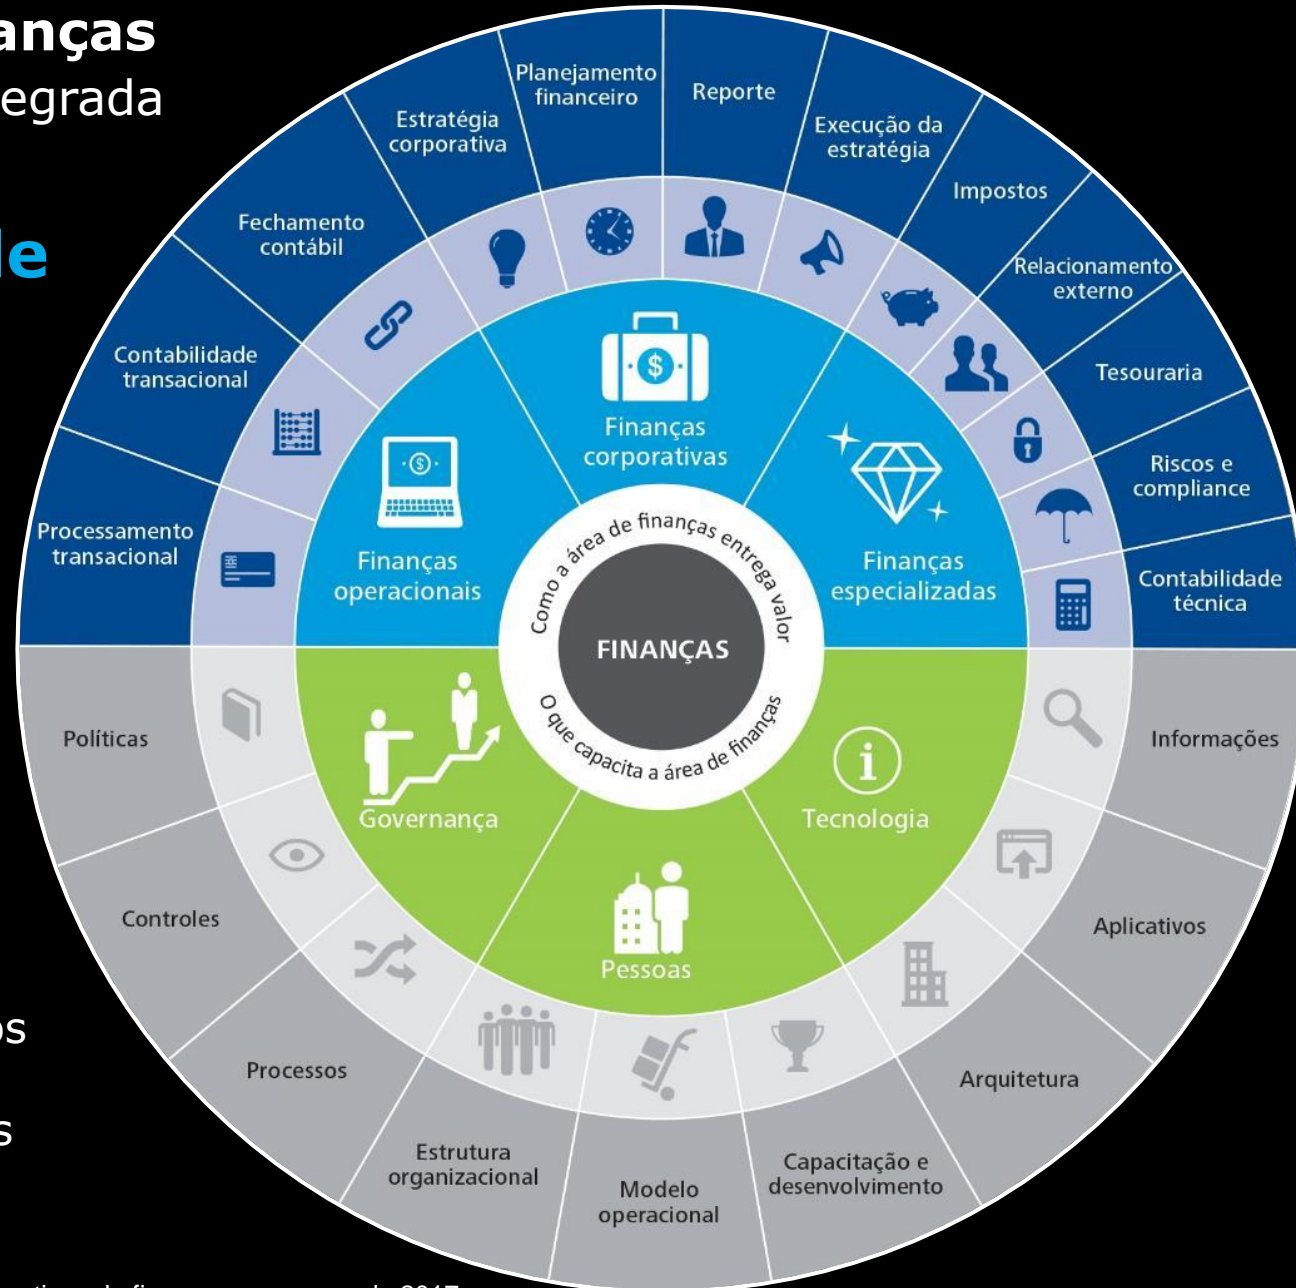 anças
egrada
le
Planejamento
financeiro
Reporte
Estratégia
corporativa
Execução da
estratégia
Impostos
Fechamento
contábil
Relacionamento
externo
Contabilidade
transacional
Tesouraria
Riscos e
compliance
Processamento
transacional
Contabilidade
técnica
Finanças
corporativas
Finanças
operacionais
Finanças
especializadas
Como a área de finanças entrega valor
FINANÇAS
O que capacita a área de finanças
Governança
Tecnologia
Pessoas
Políticas
Informações
Controles
Aplicativos
Processos
Arquitetura
Estrutura
organizacional
Modelo
operacional
Capacitação e
desenvolvimento
os
s